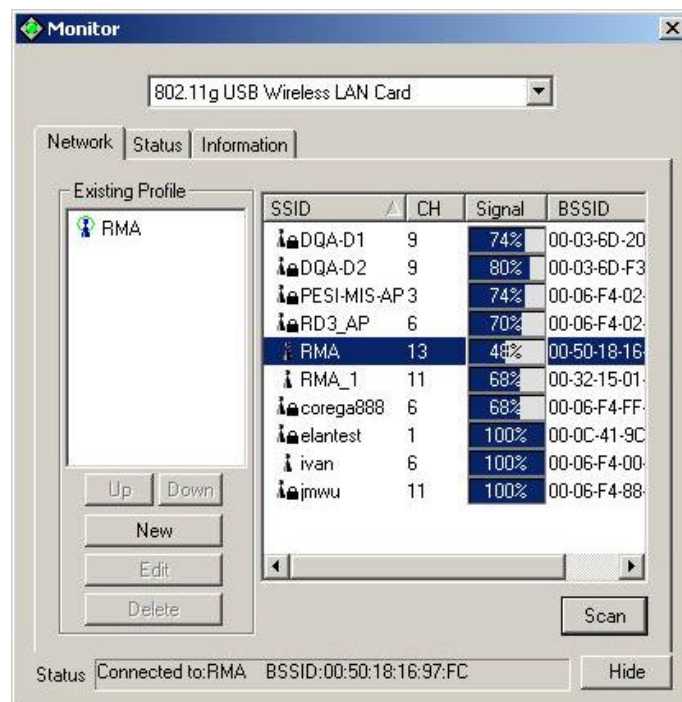 Monitor
802.11g USB Wireless LAN Card
Network Status Information
Existing Profile
RMA
SSID CH Signal BSSID
DQA-D1 9 74% 00-03-6D-20
DQA-D2 9 80% 00-03-6D-F3
PESI-MIS-AP 3 74% 00-06-F4-02-
RD3_AP 6 70% 00-06-F4-02-
RMA 13 48% 00-50-18-16-
RMA_1 11 68% 00-32-15-01-
corega888 6 68% 00-06-F4-FF-
elantest 1 100% 00-0C-41-9C
ivan 6 100% 00-06-F4-00-
jmwu 11 100% 00-06-F4-88-
Up Down
New
Edit
Delete
Scan
Status Connected to:RMA BSSID:00:50:18:16:97:FC Hide